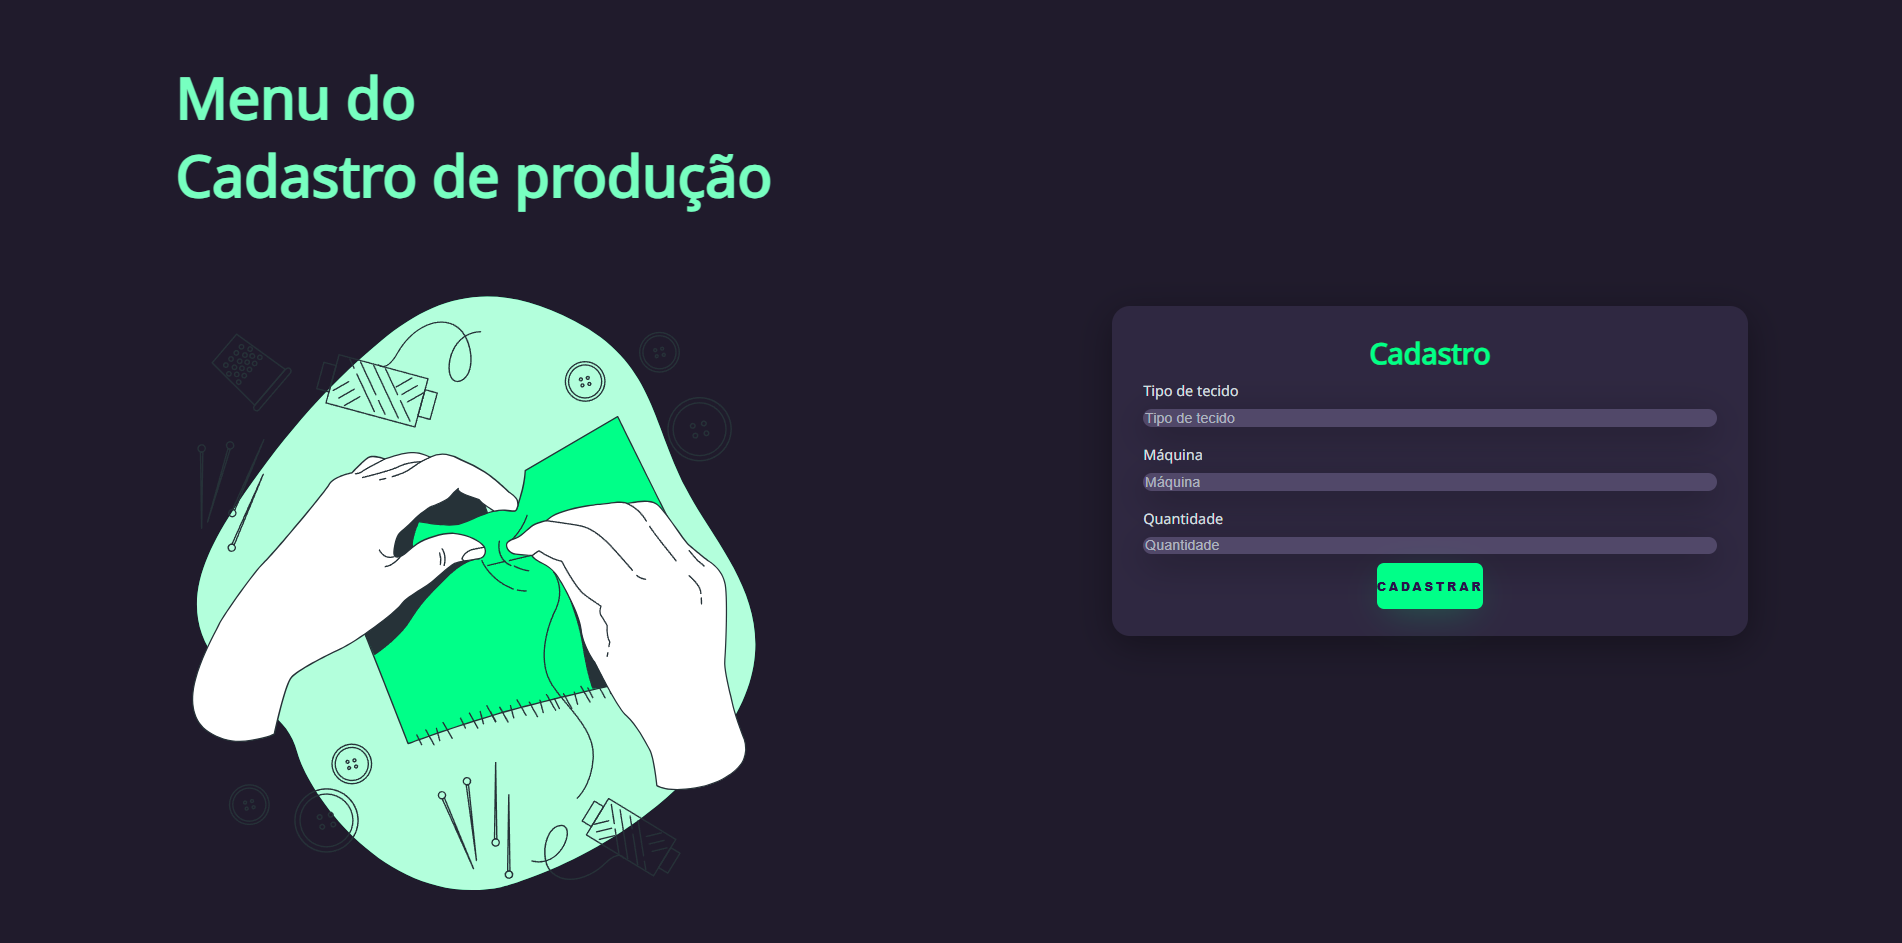 Menu do
Cadastro de produção
Cadastro
Tipo de tecido
Tipo de tecido
Máquina
Máquina
Quantidade
Quantidade
CADASTRAR